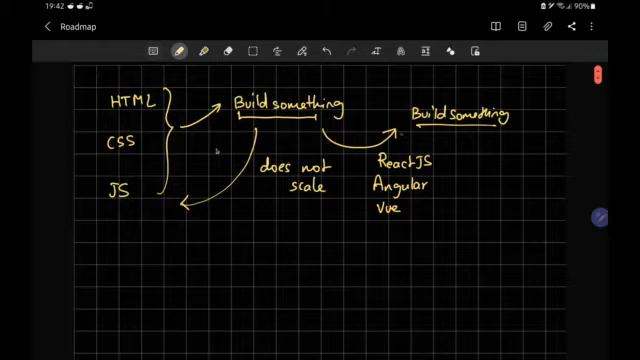 19:42
90%
Roadmap
HTML
CSS
JS
Build something
does not
scale
Build something
ReactJS
Angular
Vue